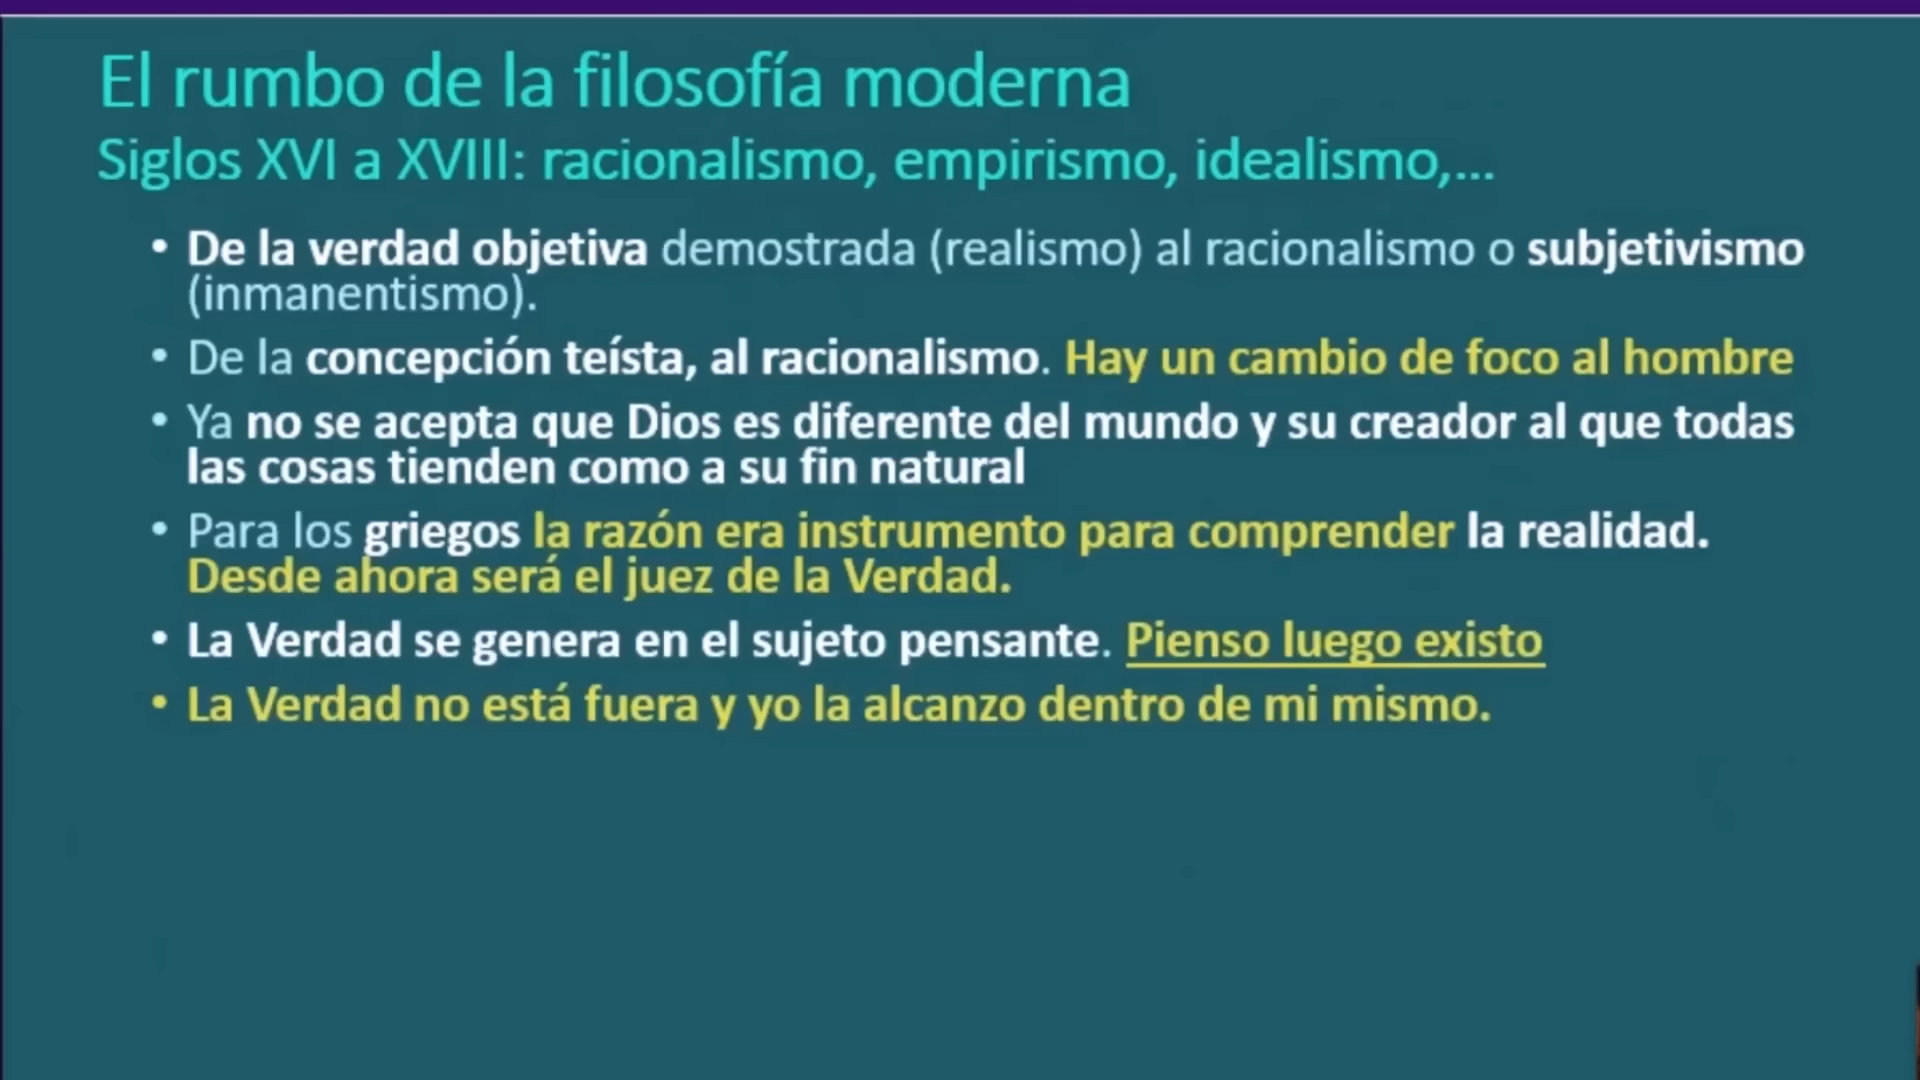 El rumbo de la filosofía moderna
Siglos XVI a XVIII: racionalismo, empirismo, idealismo,...
• De la verdad objetiva demostrada (realismo) al racionalismo o subjetivismo
(inmanentismo).
• De la concepción teísta, al racionalismo. Hay un cambio de foco al hombre
• Ya no se acepta que Dios es diferente del mundo y su creador al que todas
las cosas tienden como a su fin natural
• Para los griegos la razón era instrumento para comprender la realidad.
Desde ahora será el juez de la Verdad.
• La Verdad se genera en el sujeto pensante. Pienso luego existo
• La Verdad no está fuera y yo la alcanzo dentro de mi mismo.